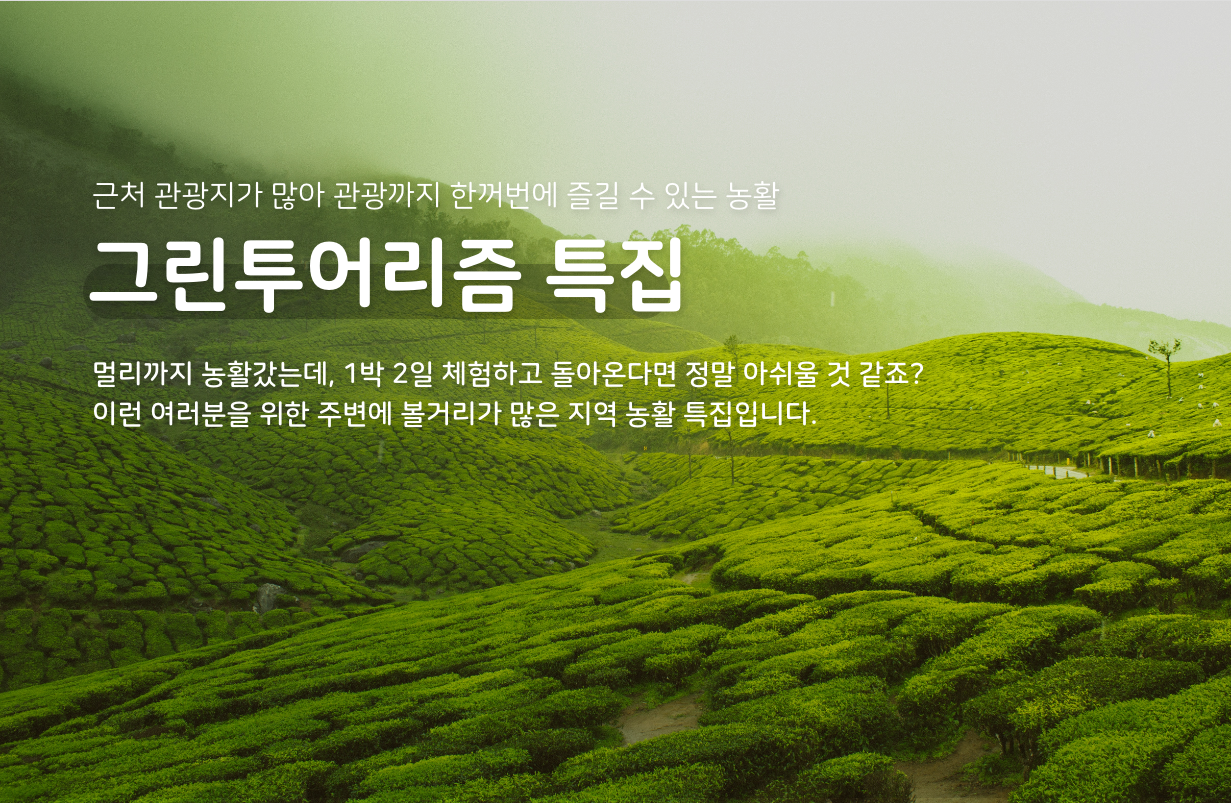 근처 관광지가 많아 관광까지 한꺼번에 즐길 수 있는 농활
그린투어리즘 특집
멀리까지 농활갔는데, 1박 2일 체험하고 돌아온다면 정말 아쉬울 것 같죠?
이런 여러분을 위한 주변에 볼거리가 많은 지역 농활 특집입니다.